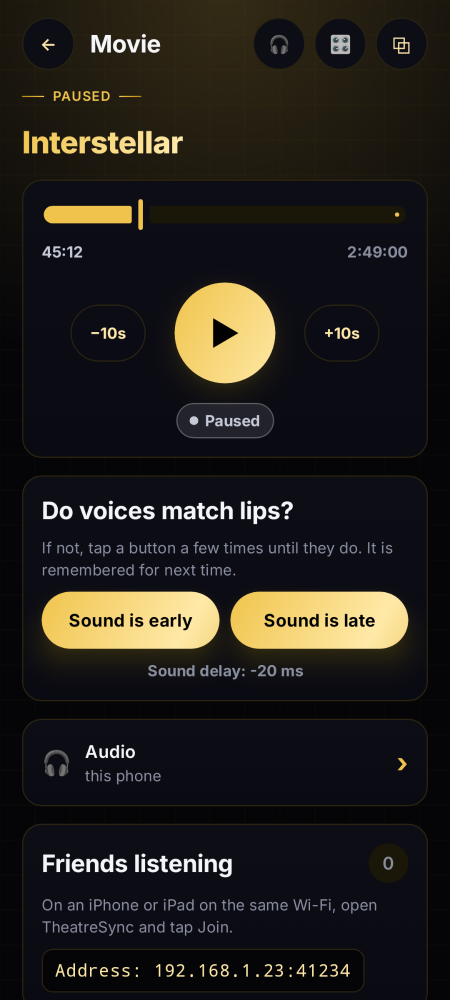 Movie
PAUSED
Interstellar
45:12
2:49:00
−10s
+10s
Paused
Do voices match lips?
If not, tap a button a few times until they do. It is
remembered for next time.
Sound is early
Sound is late
Sound delay: -20 ms
Audio
this phone
Friends listening
0
On an iPhone or iPad on the same Wi-Fi, open
TheatreSync and tap Join.
Address: 192.168.1.23:41234